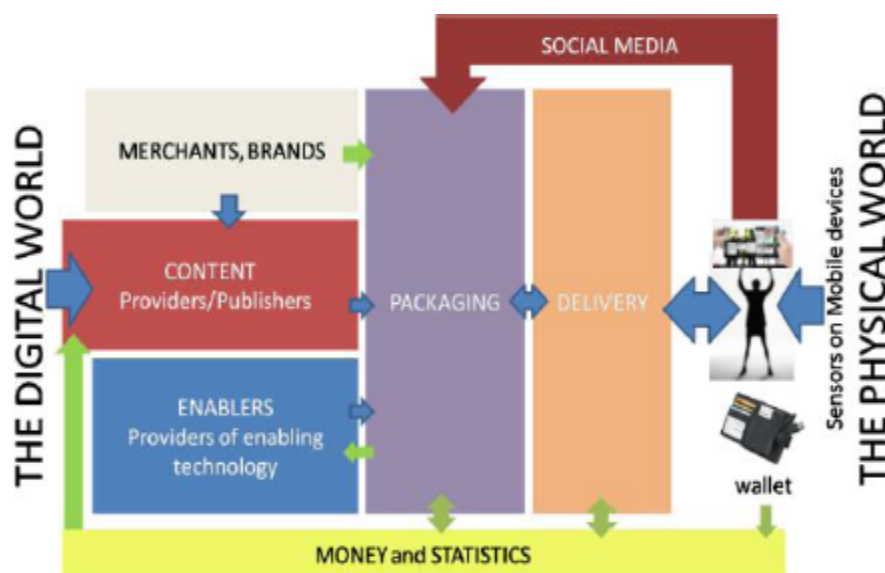 SOCIAL MEDIA
THE DIGITAL WORLD
MERCHANTS, BRANDS
CONTENT
Providers/Publishers
ENABLERS
Providers of enabling
technology
PACKAGING
DELIVERY
Sensors on Mobile devices
THE PHYSICAL WORLD
wallet
MONEY and STATISTICS